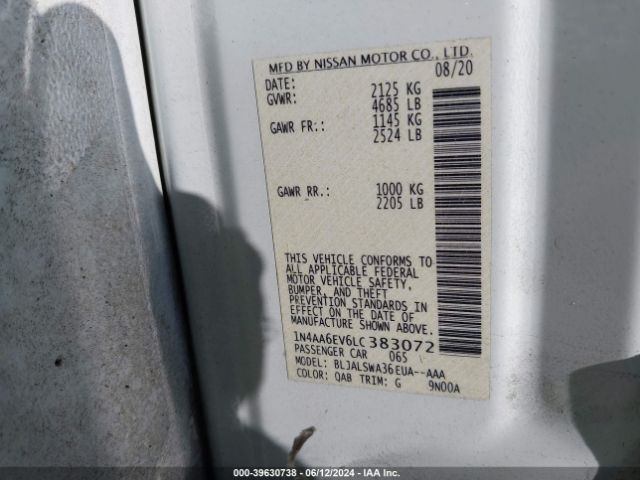 MFD BY NISSAN MOTOR CO., LTD.
DATE: 08/20
GVWR: 2125 KG
4685 LB
GAWR FR.: 1145 KG
2524 LB
GAWR RR.: 1000 KG
2205 LB
THIS VEHICLE CONFORMS TO
ALL APPLICABLE FEDERAL
MOTOR VEHICLE SAFETY,
BUMPER, AND THEFT
PREVENTION STANDARDS IN
EFFECT ON THE DATE OF
MANUFACTURE SHOWN ABOVE.
1N4AA6EV6LC383072
PASSENGER CAR 06S
MODEL: BLJALSWA36EUA--AAA
COLOR: QAB TRIM: G 9N00A
000-39630738 - 06/12/2024 - IAA Inc.